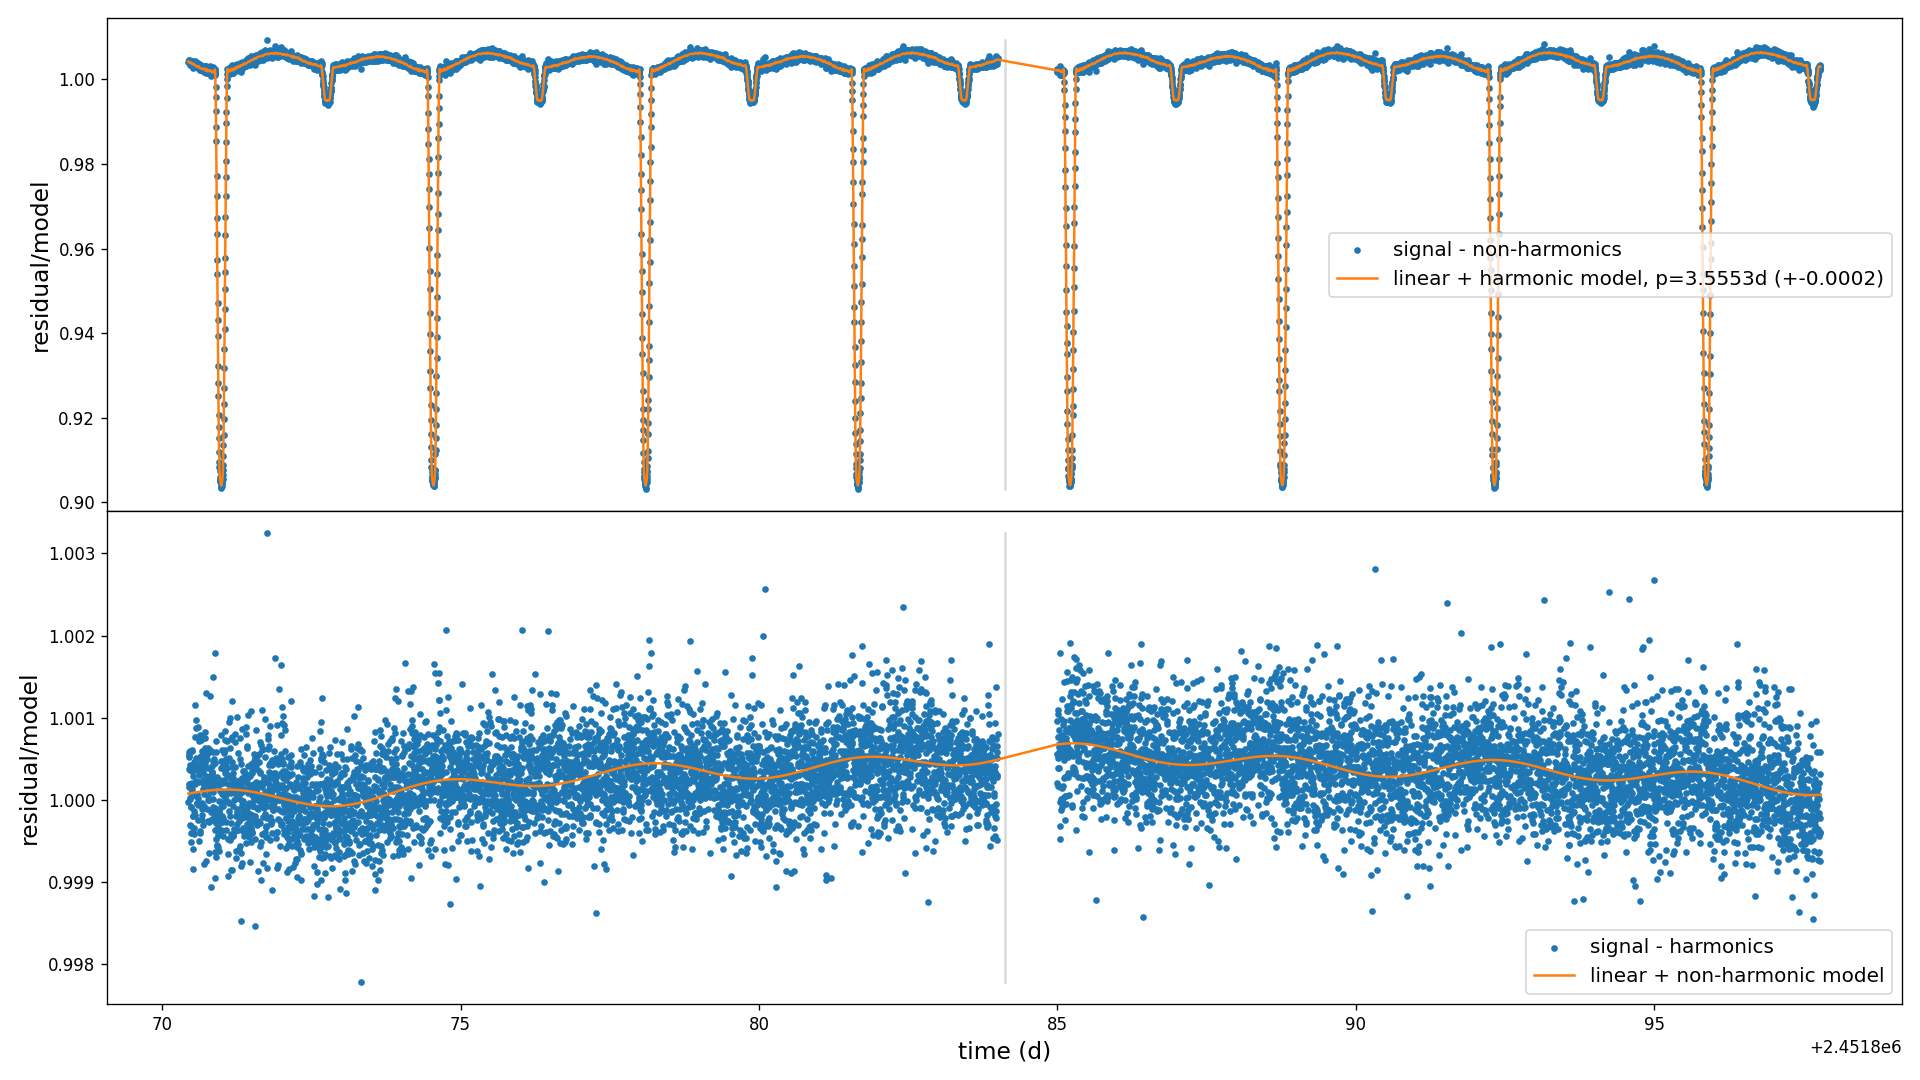 1.00
0.98
0.96
0.94
0.92
0.90
residual/model
signal - non-harmonics
linear + harmonic model, p=3.5553d (+-0.0002)
1.003
1.002
1.001
1.000
0.999
0.998
residual/model
signal - harmonics
linear + non-harmonic model
70 75 80 85 90 95
time (d)
+2.4518e6